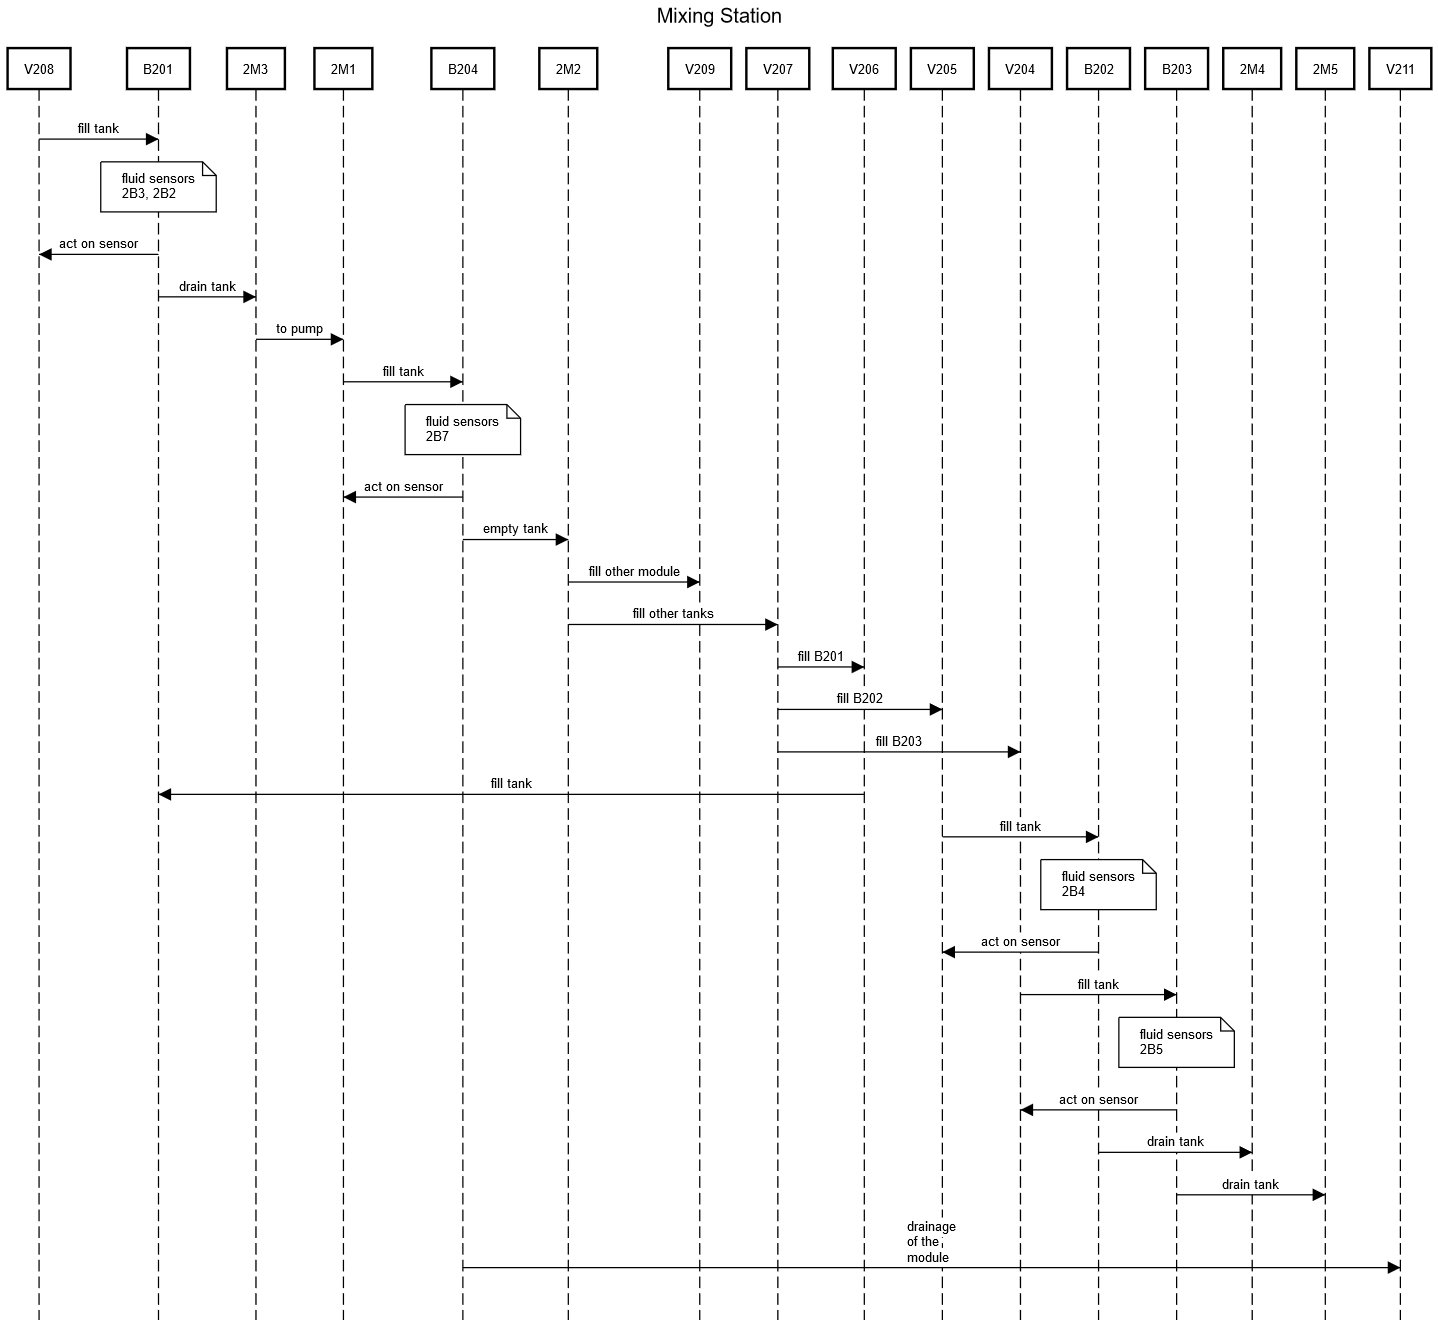 Mixing Station
V208
B201
2M3
2M1
B204
2M2
V209
V207
V206
V205
V204
B202
B203
2M4
2M5
V211
fill tank
fluid sensors
2B3, 2B2
act on sensor
drain tank
to pump
fill tank
fluid sensors
2B7
act on sensor
empty tank
fill other module
fill other tanks
fill B201
fill B202
fill B203
fill tank
fill tank
fluid sensors
2B4
act on sensor
fill tank
fluid sensors
2B5
act on sensor
drain tank
drain tank
drainage
of the
module